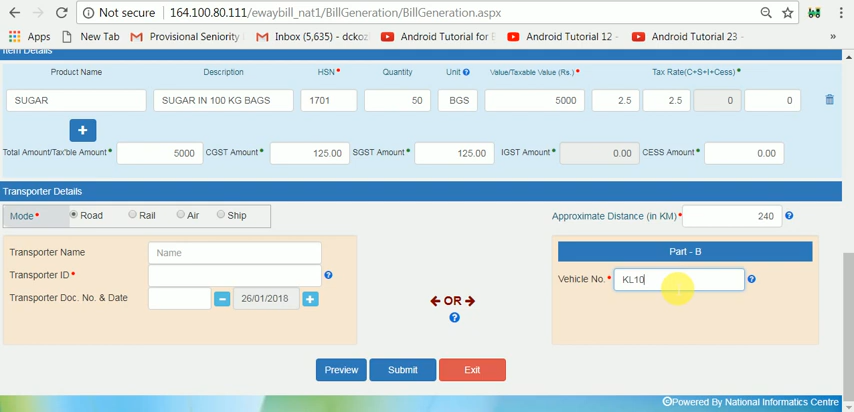 Not secure | 164.100.80.111/ewaybill_nat1/BillGeneration/BillGeneration.aspx
Apps New Tab Provisional Seniority Inbox (5,635) - dckoz Android Tutorial for B Android Tutorial 12 - Android Tutorial 23 - »
Item Details
Product Name Description HSN* Quantity Unit Value/Taxable Value (Rs.)* Tax Rate(C+S+I+Cess)*
SUGAR SUGAR IN 100 KG BAGS 1701 50 BGS 5000 2.5 2.5 0 0
+
Total Amount/Tax'ble Amount* 5000 CGST Amount* 125.00 SGST Amount* 125.00 IGST Amount* 0.00 CESS Amount* 0.00
Transporter Details
Mode* Road Rail Air Ship Approximate Distance (in KM)* 240
Transporter Name Name
Transporter ID*
Transporter Doc. No. & Date 26/01/2018
OR
Part - B
Vehicle No.* KL10
Preview Submit Exit
©Powered By National Informatics Centre